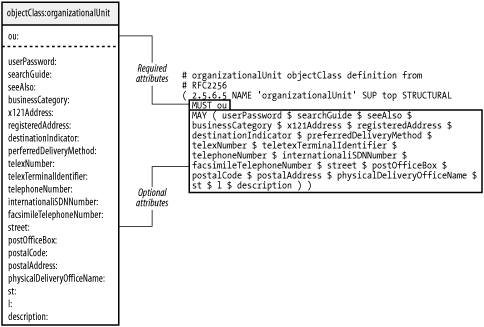 objectClass:organizationalUnit
ou:
userPassword:
searchGuide:
seeAlso:
businessCategory:
x121Address:
registeredAddress:
destinationIndicator:
perferredDeliveryMethod:
telexNumber:
telexTerminalIdentifier:
telephoneNumber:
internationaliSDNNumber:
facsimileTelephoneNumber:
street:
postOfficeBox:
postalCode:
postalAddress:
physicalDeliveryOfficeName:
st:
l:
description:
Required
attributes
Optional
attributes
# organizationalUnit objectClass definition from
# RFC2256
( 2.5.6.5 NAME 'organizationalUnit' SUP top STRUCTURAL
MUST ou
MAY ( userPassword $ searchGuide $ seeAlso $
businessCategory $ x121Address $ registeredAddress $
destinationIndicator $ preferredDeliveryMethod $
telexNumber $ teletexTerminalIdentifier $
telephoneNumber $ internationaliSDNNumber $
facsimileTelephoneNumber $ street $ postOfficeBox $
postalCode $ postalAddress $ physicalDeliveryOfficeName $
st $ l $ description ) )